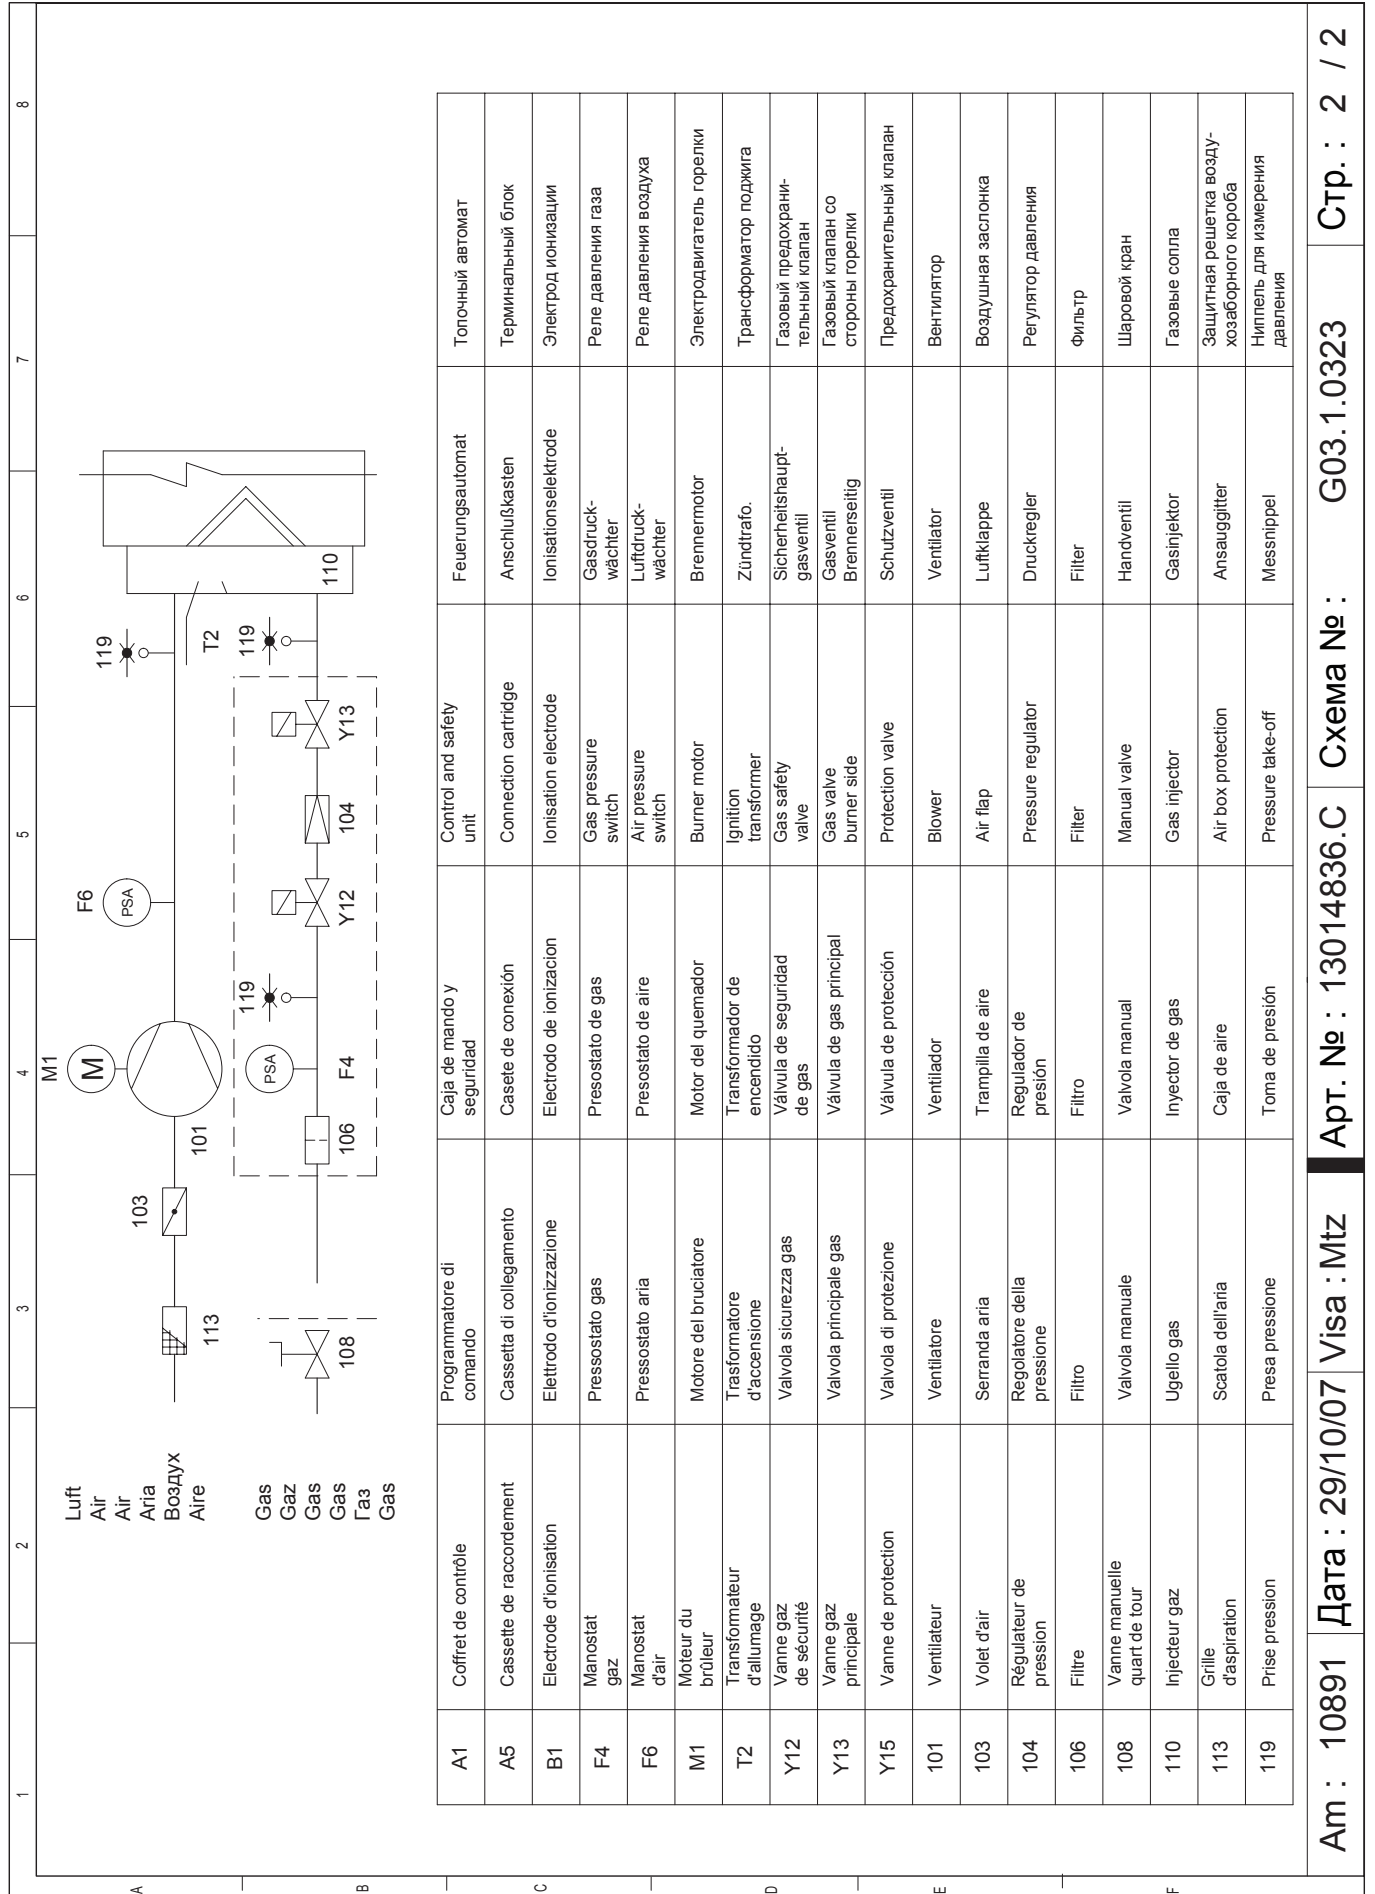 1 2 3 4 5 6 7 8
A
B
C
D
E
F
Luft
Air
Air
Aria
Воздух
Aire
Gas
Gaz
Gas
Gas
Газ
Gas
113
103
101
M1
M
F6
PSA
119
T2
108
106
F4
PSA
119
Y12
104
Y13
119
110
A1 Coffret de contrôle Programmatore di Caja de mando y Control and safety Feuerungsautomat Топочный автомат
comando seguridad unit
A5 Cassette de raccordement Cassetta di collegamento Casete de conexión Connection cartridge Anschlußkasten Терминальный блок
B1 Electrode d'ionisation Elettrodo d'ionizzazione Electrodo de ionizacion Ionisation electrode Ionisationselektrode Электрод ионизации
F4 Manostat Pressostato gas Presostato de gas Gas pressure Gasdruck- Реле давления газа
gaz switch wächter
F6 Manostat Pressostato aria Presostato de aire Air pressure Luftdruck- Реле давления воздуха
d'air switch wächter
M1 Moteur du Motore del bruciatore Motor del quemador Burner motor Brennermotor Электродвигатель горелки
brûleur
T2 Transformateur Trasformatore Transformador de Ignition Zündtrafo. Трансформатор поджига
d'allumage d'accensione encendido transformer
Y12 Vanne gaz Valvola sicurezza gas Válvula de seguridad Gas safety Sicherheitshaupt- Газовый предохрани-
de sécurité de gas valve gasventil тельный клапан
Y13 Vanne gaz Valvola principale gas Válvula de gas principal Gas valve Gasventil Газовый клапан со
principale burner side Brennerseitig стороны горелки
Y15 Vanne de protection Valvola di protezione Válvula de protección Protection valve Schutzventil Предохранительный клапан
101 Ventilateur Ventilatore Ventilador Blower Ventilator Вентилятор
103 Volet d'air Serranda aria Trampilla de aire Air flap Luftklappe Воздушная заслонка
104 Régulateur de Regolatore della Regulador de Pressure regulator Druckregler Регулятор давления
pression pressione presión
106 Filtre Filtro Filtro Filter Filter Фильтр
108 Vanne manuelle Valvola manuale Valvola manual Manual valve Handventil Шаровой кран
quart de tour
110 Injecteur gaz Ugello gas Inyector de gas Gas injector Gasinjektor Газовые сопла
113 Grille Scatola dell'aria Caja de aire Air box protection Ansauggitter Защитная решетка возду-
d'aspiration хозаборного короба
119 Prise pression Presa pressione Toma de presión Pressure take-off Messnippel Ниппель для измерения
давления
Am : 10891 Дата : 29/10/07 Visa : Mtz Арт. № : 13014836.C Схема № : G03.1.0323 Стр. : 2 / 2